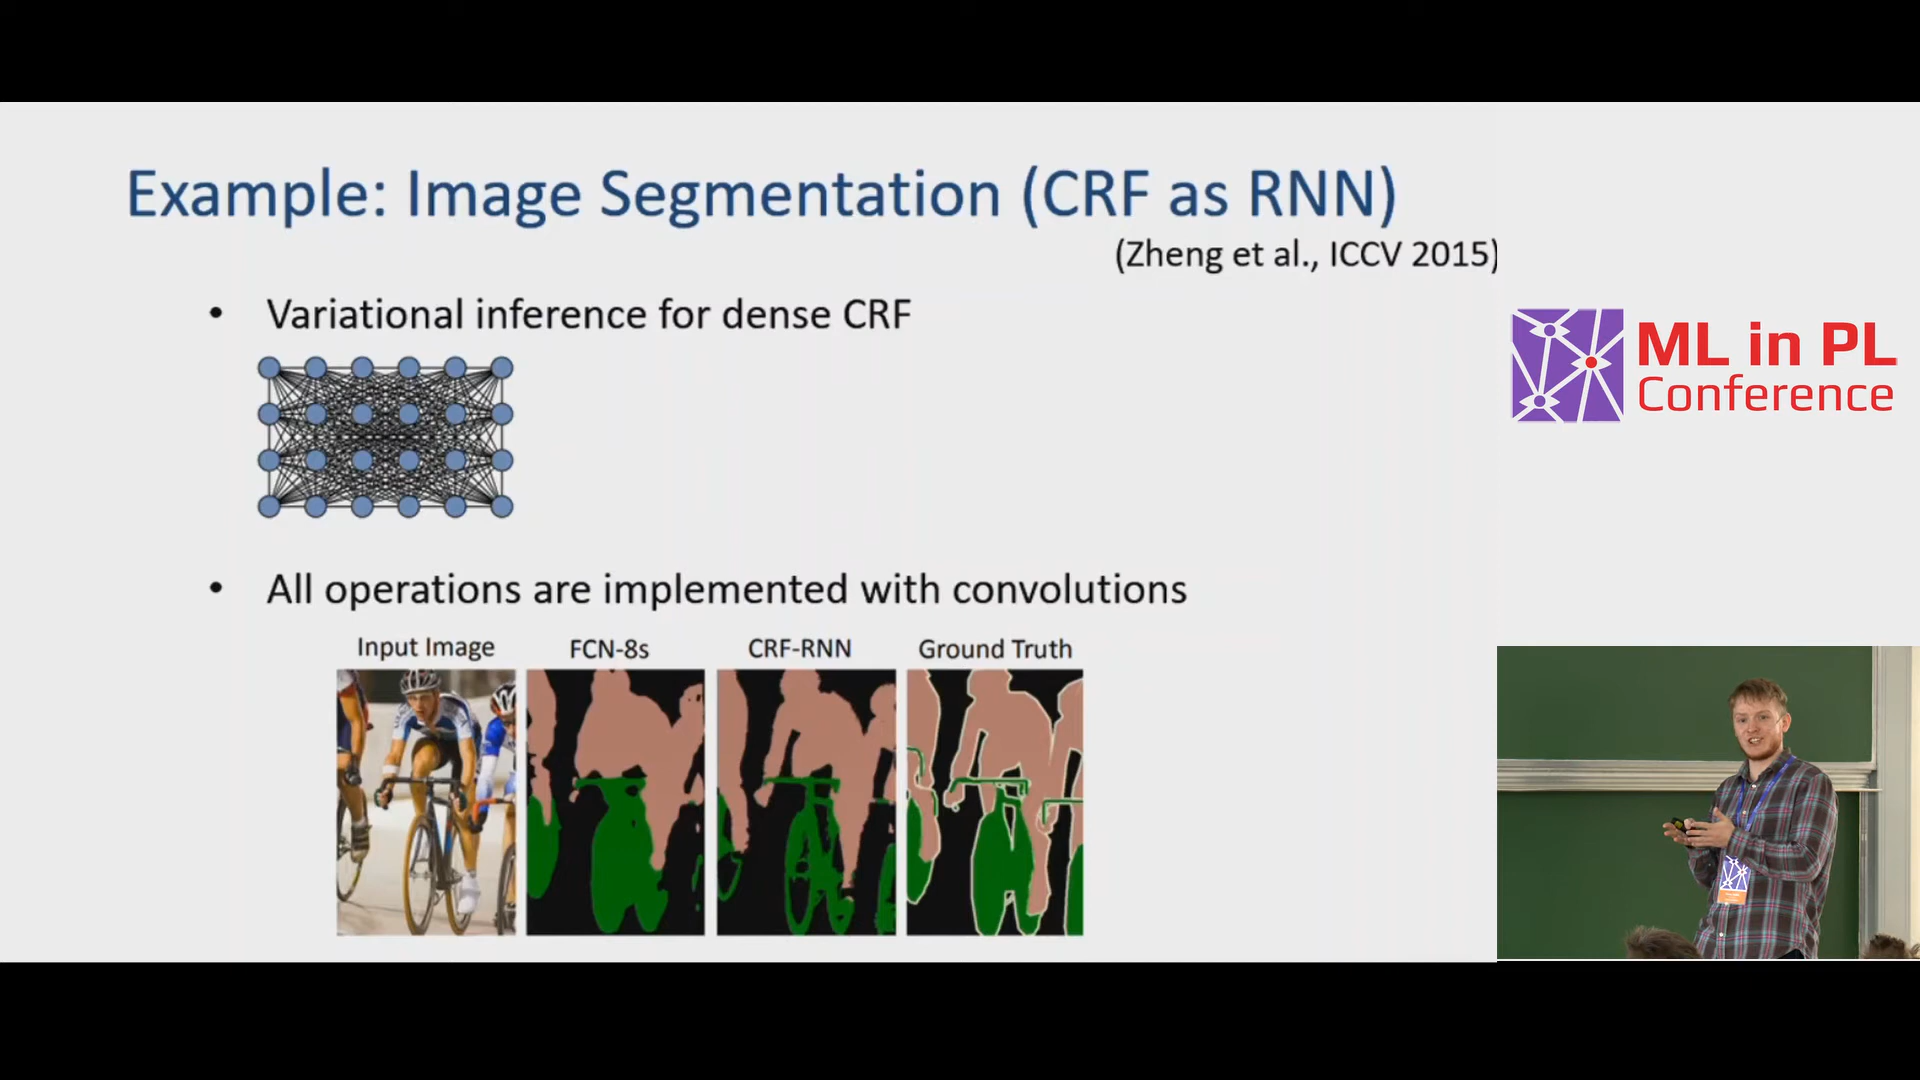 Example: Image Segmentation (CRF as RNN)
(Zheng et al., ICCV 2015)
• Variational inference for dense CRF
ML in PL
Conference
• All operations are implemented with convolutions
Input Image FCN-8s CRF-RNN Ground Truth